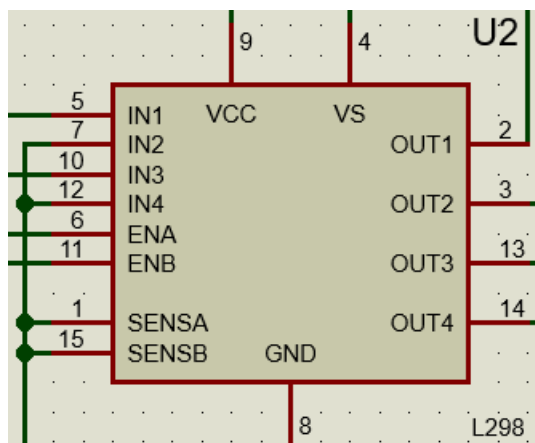 U2
9 4
5 IN1 VCC VS
7 IN2 OUT1 2
10 IN3
12 IN4 OUT2 3
6 ENA
11 ENB OUT3 13
1 SENSA OUT4 14
15 SENSB GND
8 L298